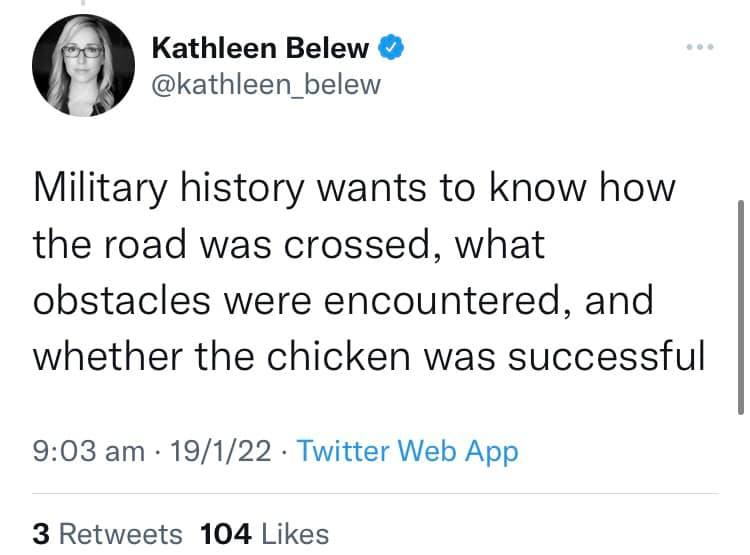 Kathleen Belew
@kathleen_belew
Military history wants to know how
the road was crossed, what
obstacles were encountered, and
whether the chicken was successful
9:03 am · 19/1/22 · Twitter Web App
3 Retweets 104 Likes